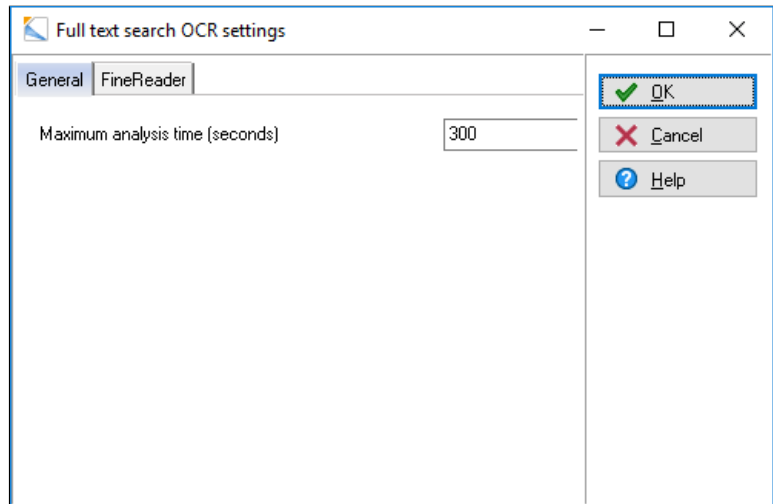 Full text search OCR settings
General FineReader
Maximum analysis time (seconds) 300
OK
Cancel
Help